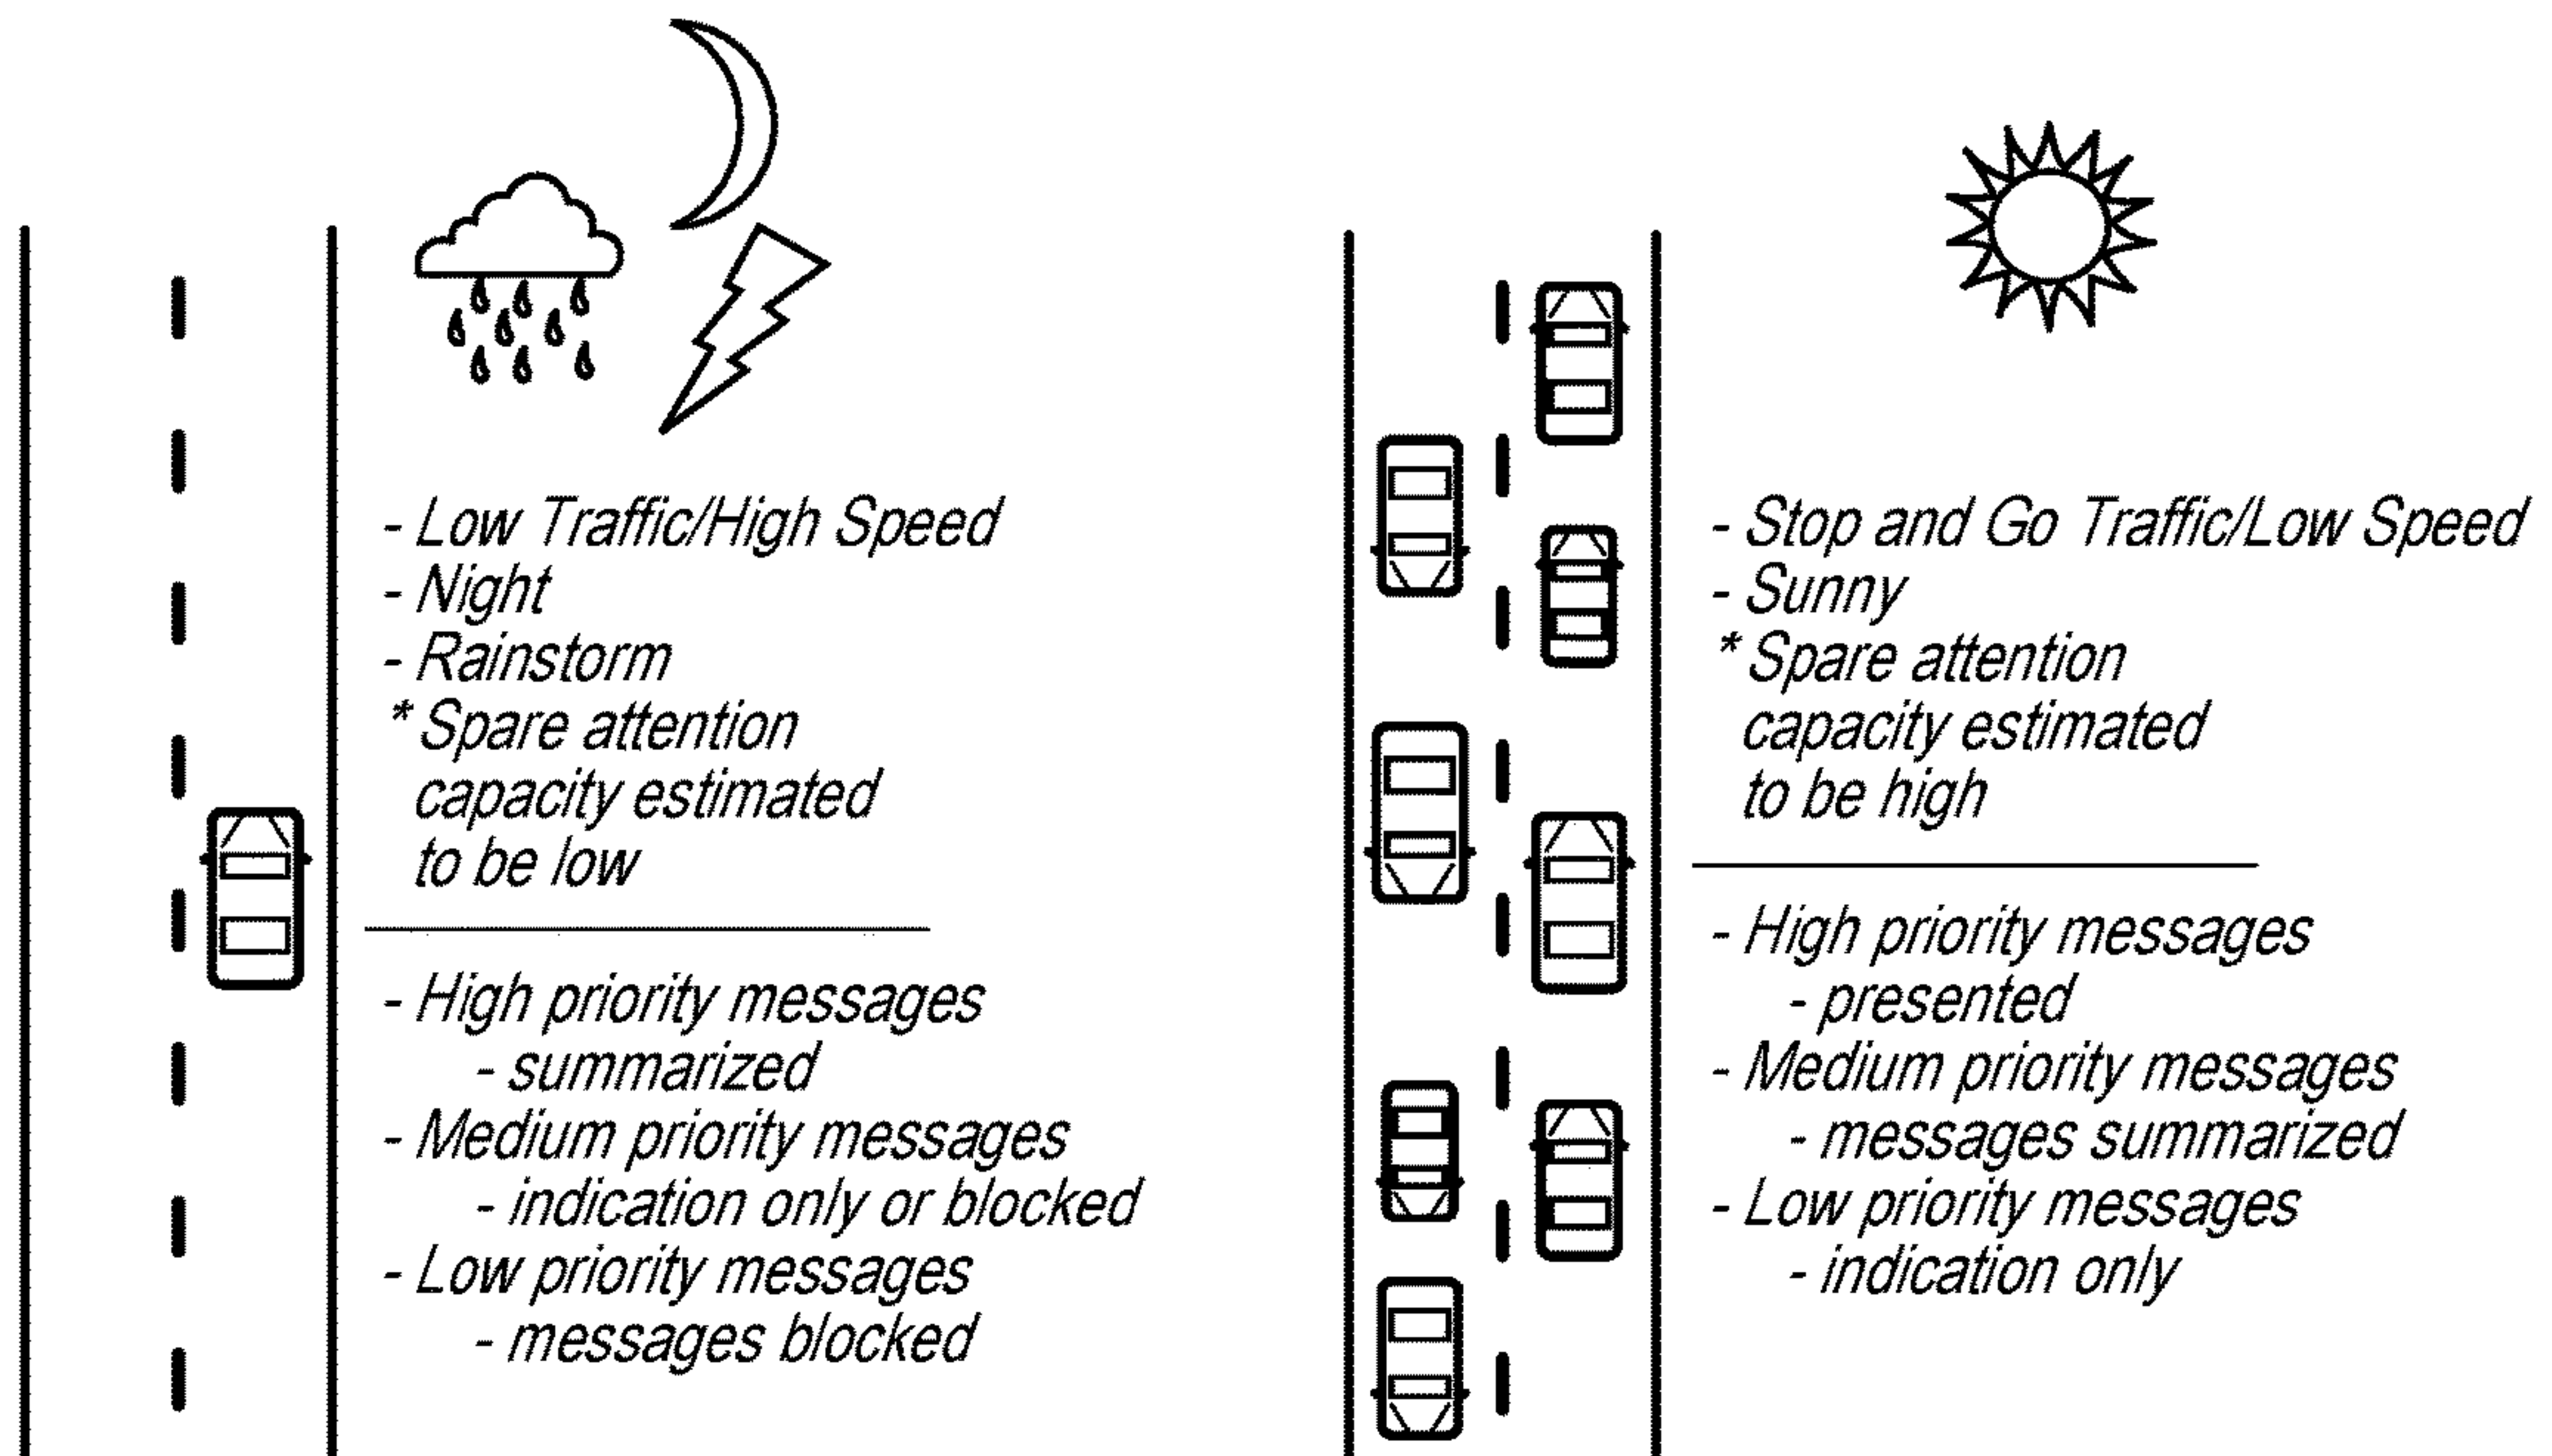 - Low Traffic/High Speed
- Night
- Rainstorm
* Spare attention
capacity estimated
to be low
- High priority messages
- summarized
- Medium priority messages
- indication only or blocked
- Low priority messages
- messages blocked
- Stop and Go Traffic/Low Speed
- Sunny
* Spare attention
capacity estimated
to be high
- High priority messages
- presented
- Medium priority messages
- messages summarized
- Low priority messages
- indication only